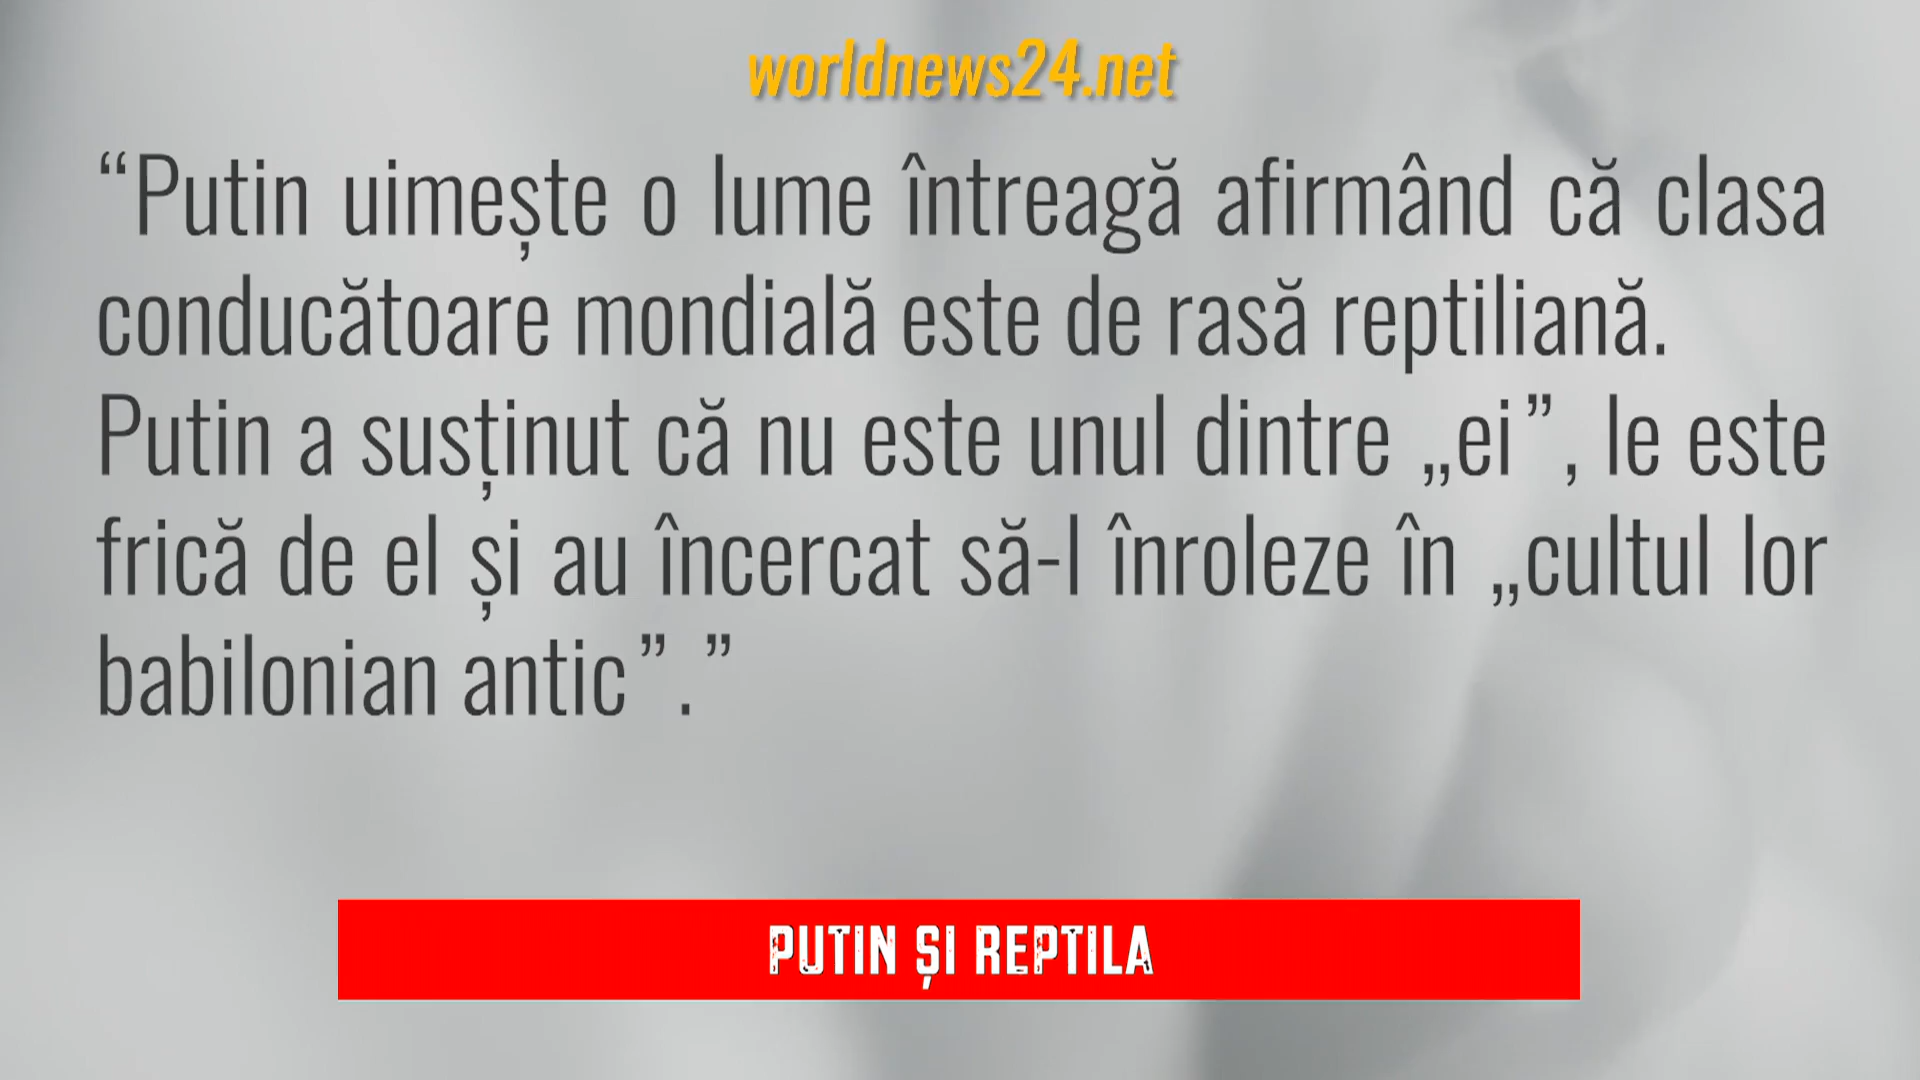 worldnews24.net
“Putin uimește o lume întreagă afirmând că clasa
conducătoare mondială este de rasă reptiliană.
Putin a susținut că nu este unul dintre „ei”, le este
frică de el și au încercat să-l înroleze în „cultul lor
babilonian antic”.”
PUTIN ȘI REPTILA